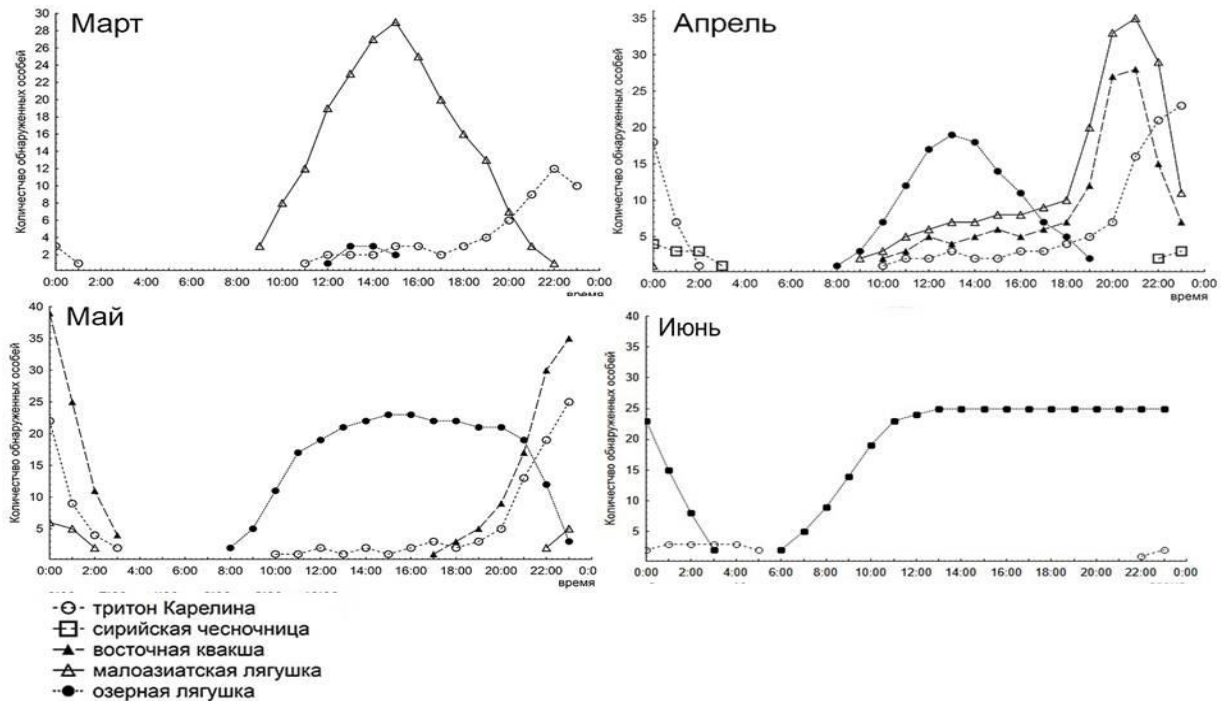 Март
Количестчво обнаруженных особей
30
28
26
24
22
20
18
16
14
12
10
8
6
4
2
0:00 2:00 4:00 6:00 8:00 10:00 12:00 14:00 16:00 18:00 20:00 22:00 0:00
время
Апрель
Количестчво обнаруженных особей
35
30
25
20
15
10
5
0:00 2:00 4:00 6:00 8:00 10:00 12:00 14:00 16:00 18:00 20:00 22:00 0:00
время
Май
Количестчво обнаруженных особей
40
35
30
25
20
15
10
5
0:00 2:00 4:00 6:00 8:00 10:00 12:00 14:00 16:00 18:00 20:00 22:00 0:00
время
Июнь
Количестчво обнаруженных особей
40
35
30
25
20
15
10
5
0:00 2:00 4:00 6:00 8:00 10:00 12:00 14:00 16:00 18:00 20:00 22:00 0:00
тритон Карелина
сирийская чесночница
восточная квакша
малоазиатская лягушка
озерная лягушка